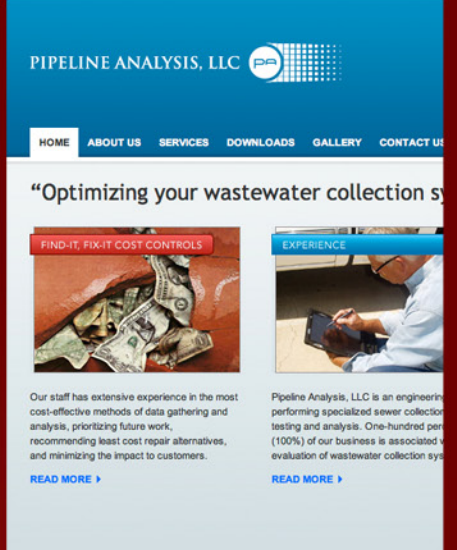 PIPELINE ANALYSIS, LLC PA
HOME ABOUT US SERVICES DOWNLOADS GALLERY CONTACT US
“Optimizing your wastewater collection
FIND-IT, FIX-IT COST CONTROLS
Our staff has extensive experience in the most
cost-effective methods of data gathering and
analysis, prioritizing future work,
recommending least cost repair alternatives,
and minimizing the impact to customers.
READ MORE
EXPERIENCE
Pipeline Analysis, LLC is an engineering
performing specialized sewer collection
testing and analysis. One-hundred
(100%) of our business is associated
evaluation of wastewater collection
READ MORE